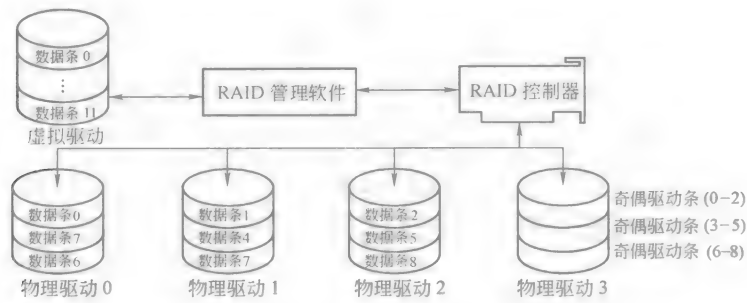 数据条 0
⋮
数据条 11
虚拟驱动
RAID 管理软件
RAID 控制器
数据条0
数据条7
数据条6
物理驱动 0
数据条1
数据条4
数据条7
物理驱动 1
数据条2
数据条5
数据条8
物理驱动 2
物理驱动 3
奇偶驱动条 (0-2)
奇偶驱动条 (3-5)
奇偶驱动条 (6-8)